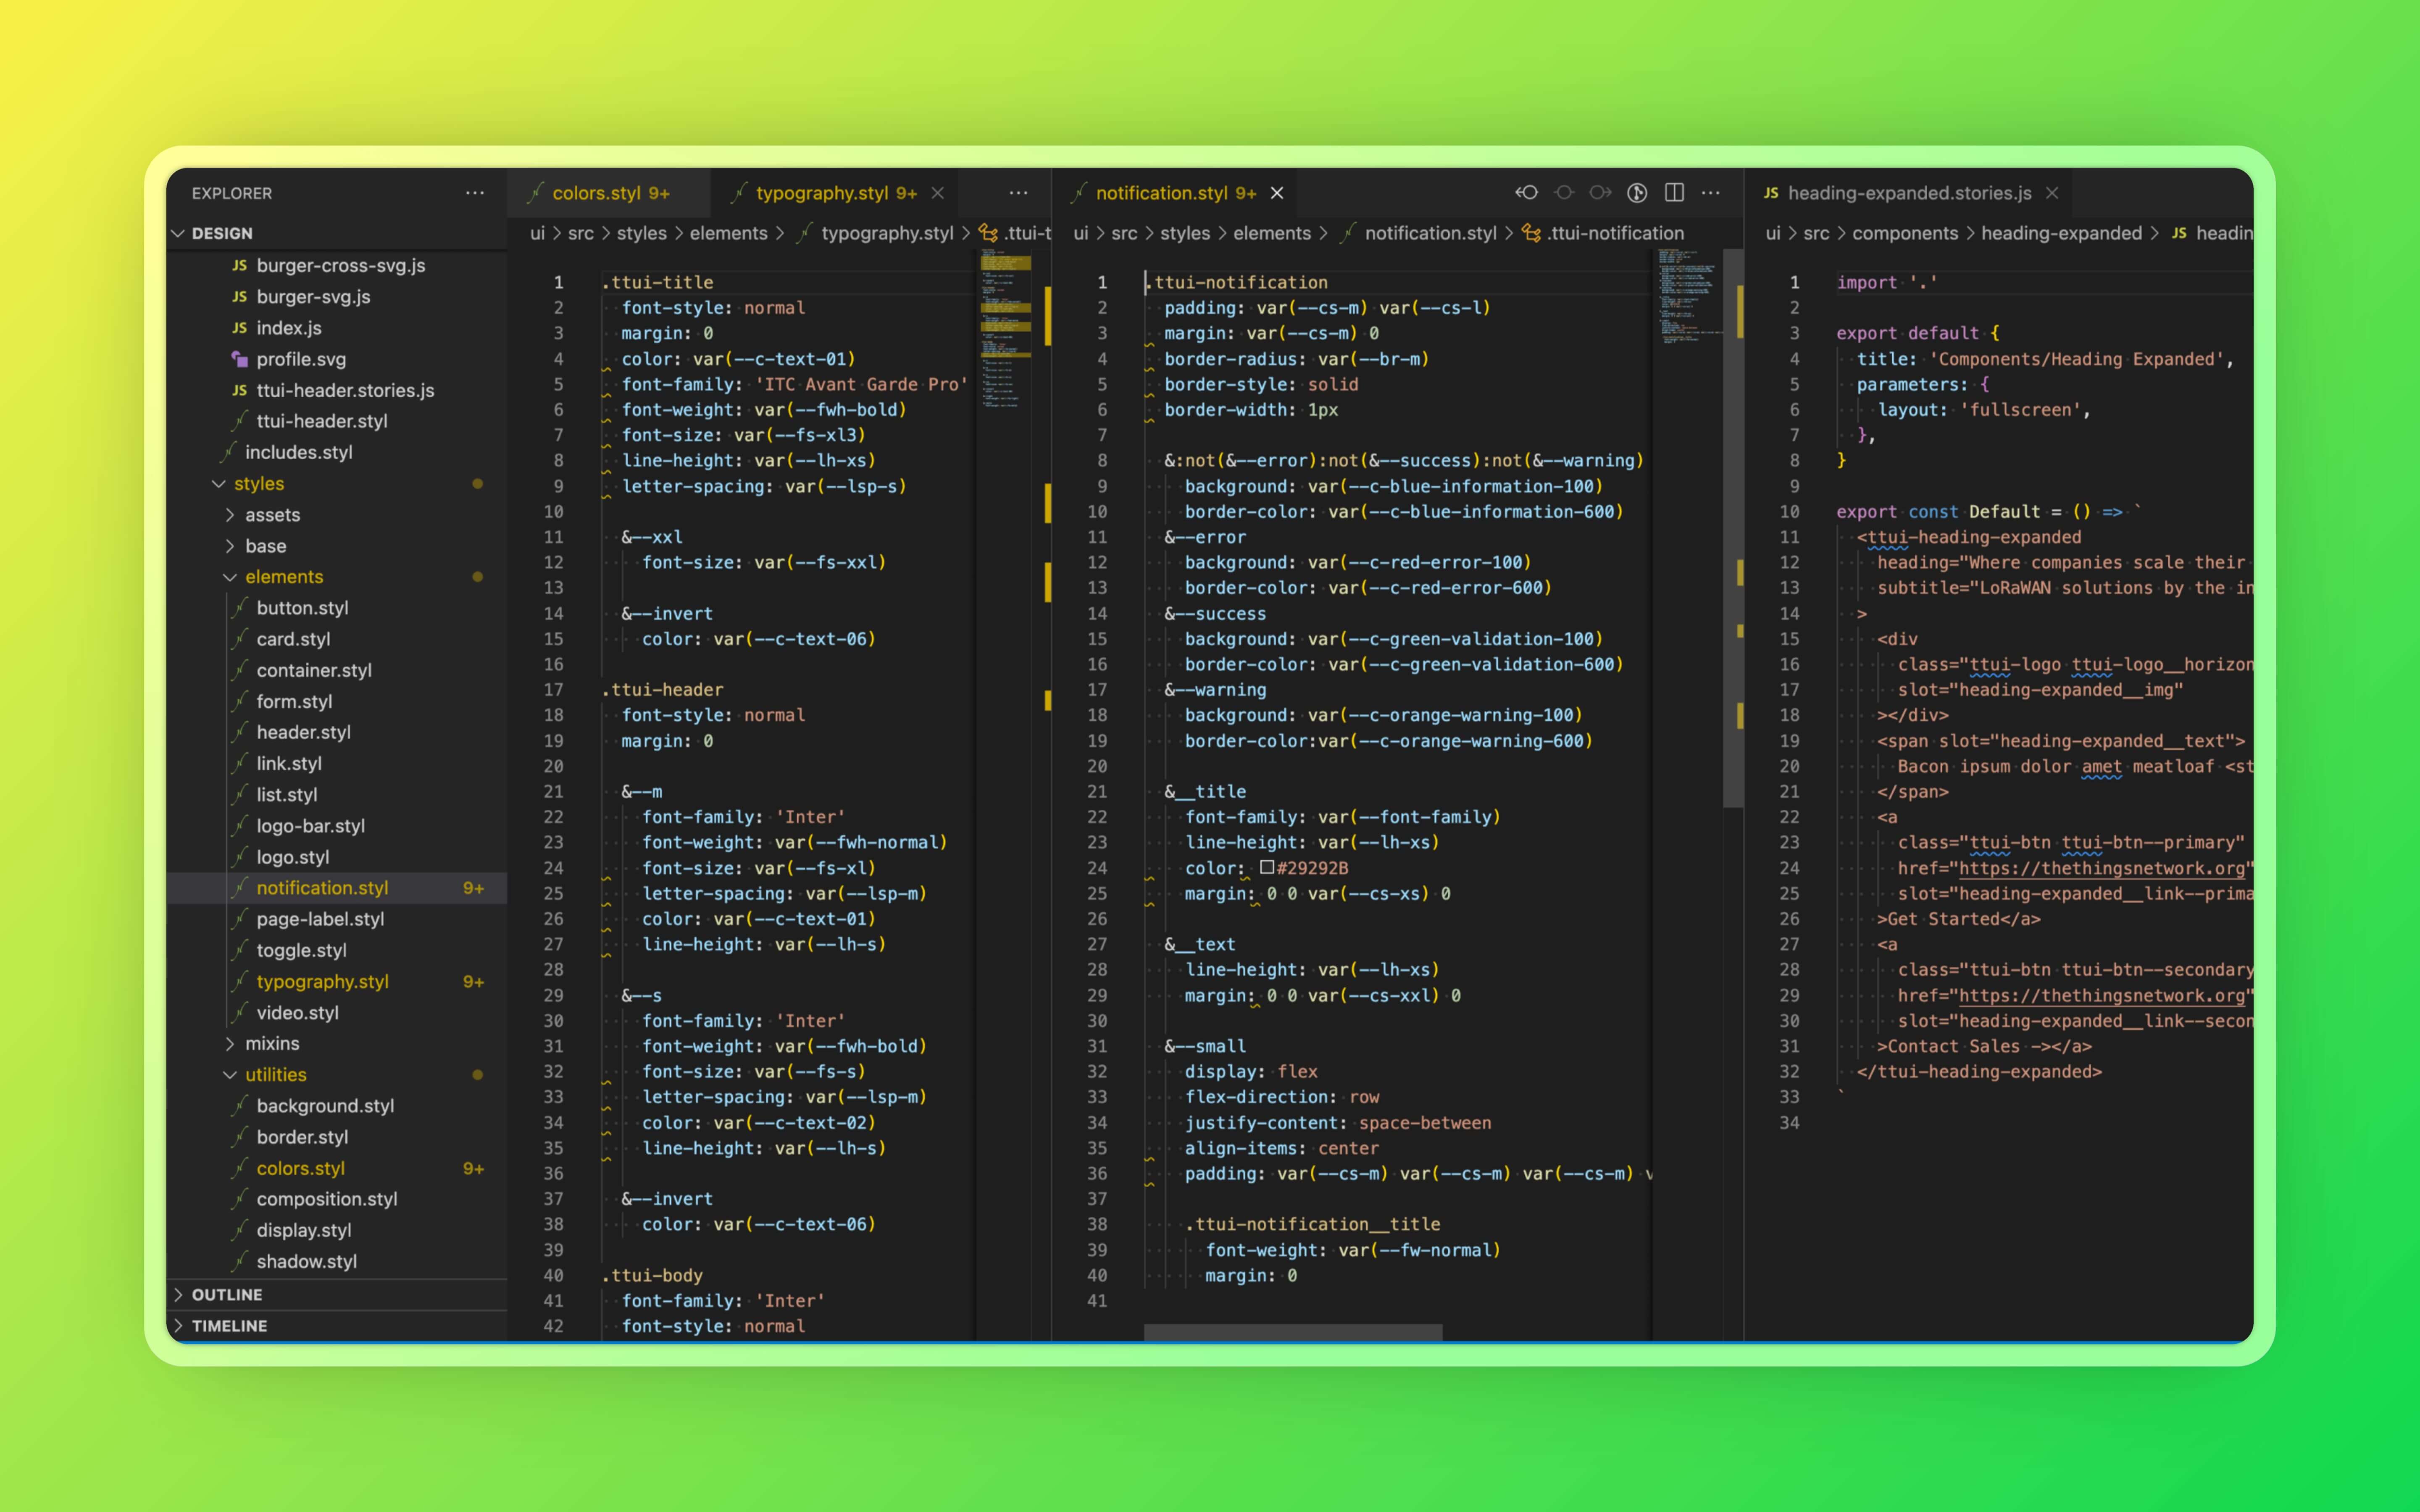 EXPLORER
DESIGN
burger-cross-svg.js
burger-svg.js
index.js
profile.svg
ttui-header.stories.js
ttui-header.styl
includes.styl
styles
assets
base
elements
button.styl
card.styl
container.styl
form.styl
header.styl
link.styl
list.styl
logo-bar.styl
logo.styl
notification.styl 9+
page-label.styl
toggle.styl
typography.styl 9+
video.styl
mixins
utilities
background.styl
border.styl
colors.styl 9+
composition.styl
display.styl
shadow.styl
OUTLINE
TIMELINE
colors.styl 9+ typography.styl 9+
ui > src > styles > elements > typography.styl > .ttui-t
1 .ttui-title
2 font-style: normal
3 margin: 0
4 color: var(--c-text-01)
5 font-family: 'ITC Avant Garde Pro'
6 font-weight: var(--fwh-bold)
7 font-size: var(--fs-xl3)
8 line-height: var(--lh-xs)
9 letter-spacing: var(--lsp-s)
10
11 &--xxl
12 font-size: var(--fs-xxl)
13
14 &--invert
15 color: var(--c-text-06)
16
17 .ttui-header
18 font-style: normal
19 margin: 0
20
21 &--m
22 font-family: 'Inter'
23 font-weight: var(--fwh-normal)
24 font-size: var(--fs-xl)
25 letter-spacing: var(--lsp-m)
26 color: var(--c-text-01)
27 line-height: var(--lh-s)
28
29 &--s
30 font-family: 'Inter'
31 font-weight: var(--fwh-bold)
32 font-size: var(--fs-s)
33 letter-spacing: var(--lsp-m)
34 color: var(--c-text-02)
35 line-height: var(--lh-s)
36
37 &--invert
38 color: var(--c-text-06)
39
40 .ttui-body
41 font-family: 'Inter'
42 font-style: normal
notification.styl 9+
ui > src > styles > elements > notification.styl > .ttui-notification
1 .ttui-notification
2 padding: var(--cs-m) var(--cs-l)
3 margin: var(--cs-m) 0
4 border-radius: var(--br-m)
5 border-style: solid
6 border-width: 1px
7
8 &:not(&--error):not(&--success):not(&--warning)
9 background: var(--c-blue-information-100)
10 border-color: var(--c-blue-information-600)
11 &--error
12 background: var(--c-red-error-100)
13 border-color: var(--c-red-error-600)
14 &--success
15 background: var(--c-green-validation-100)
16 border-color: var(--c-green-validation-600)
17 &--warning
18 background: var(--c-orange-warning-100)
19 border-color:var(--c-orange-warning-600)
20
21 &__title
22 font-family: var(--font-family)
23 line-height: var(--lh-xs)
24 color: #29292B
25 margin: 0 0 var(--cs-xs) 0
26
27 &__text
28 line-height: var(--lh-xs)
29 margin: 0 0 var(--cs-xxl) 0
30
31 &--small
32 display: flex
33 flex-direction: row
34 justify-content: space-between
35 align-items: center
36 padding: var(--cs-m) var(--cs-m) var(--cs-m) v
37
38 .ttui-notification__title
39 font-weight: var(--fw-normal)
40 margin: 0
41
JS heading-expanded.stories.js
ui > src > components > heading-expanded > JS headin
1 import '.'
2
3 export default {
4 title: 'Components/Heading Expanded',
5 parameters: {
6 layout: 'fullscreen',
7 },
8 }
9
10 export const Default = () => `
11 <ttui-heading-expanded
12 heading="Where companies scale their
13 subtitle="LoRaWAN solutions by the in
14 >
15 <div
16 class="ttui-logo ttui-logo__horizon
17 slot="heading-expanded__img"
18 ></div>
19 <span slot="heading-expanded__text">
20 Bacon ipsum dolor amet meatloaf <st
21 </span>
22 <a
23 class="ttui-btn ttui-btn--primary"
24 href="https://thethingsnetwork.org"
25 slot="heading-expanded__link--prima
26 >Get Started</a>
27 <a
28 class="ttui-btn ttui-btn--secondary
29 href="https://thethingsnetwork.org"
30 slot="heading-expanded__link--secon
31 >Contact Sales -></a>
32 </ttui-heading-expanded>
33 `
34